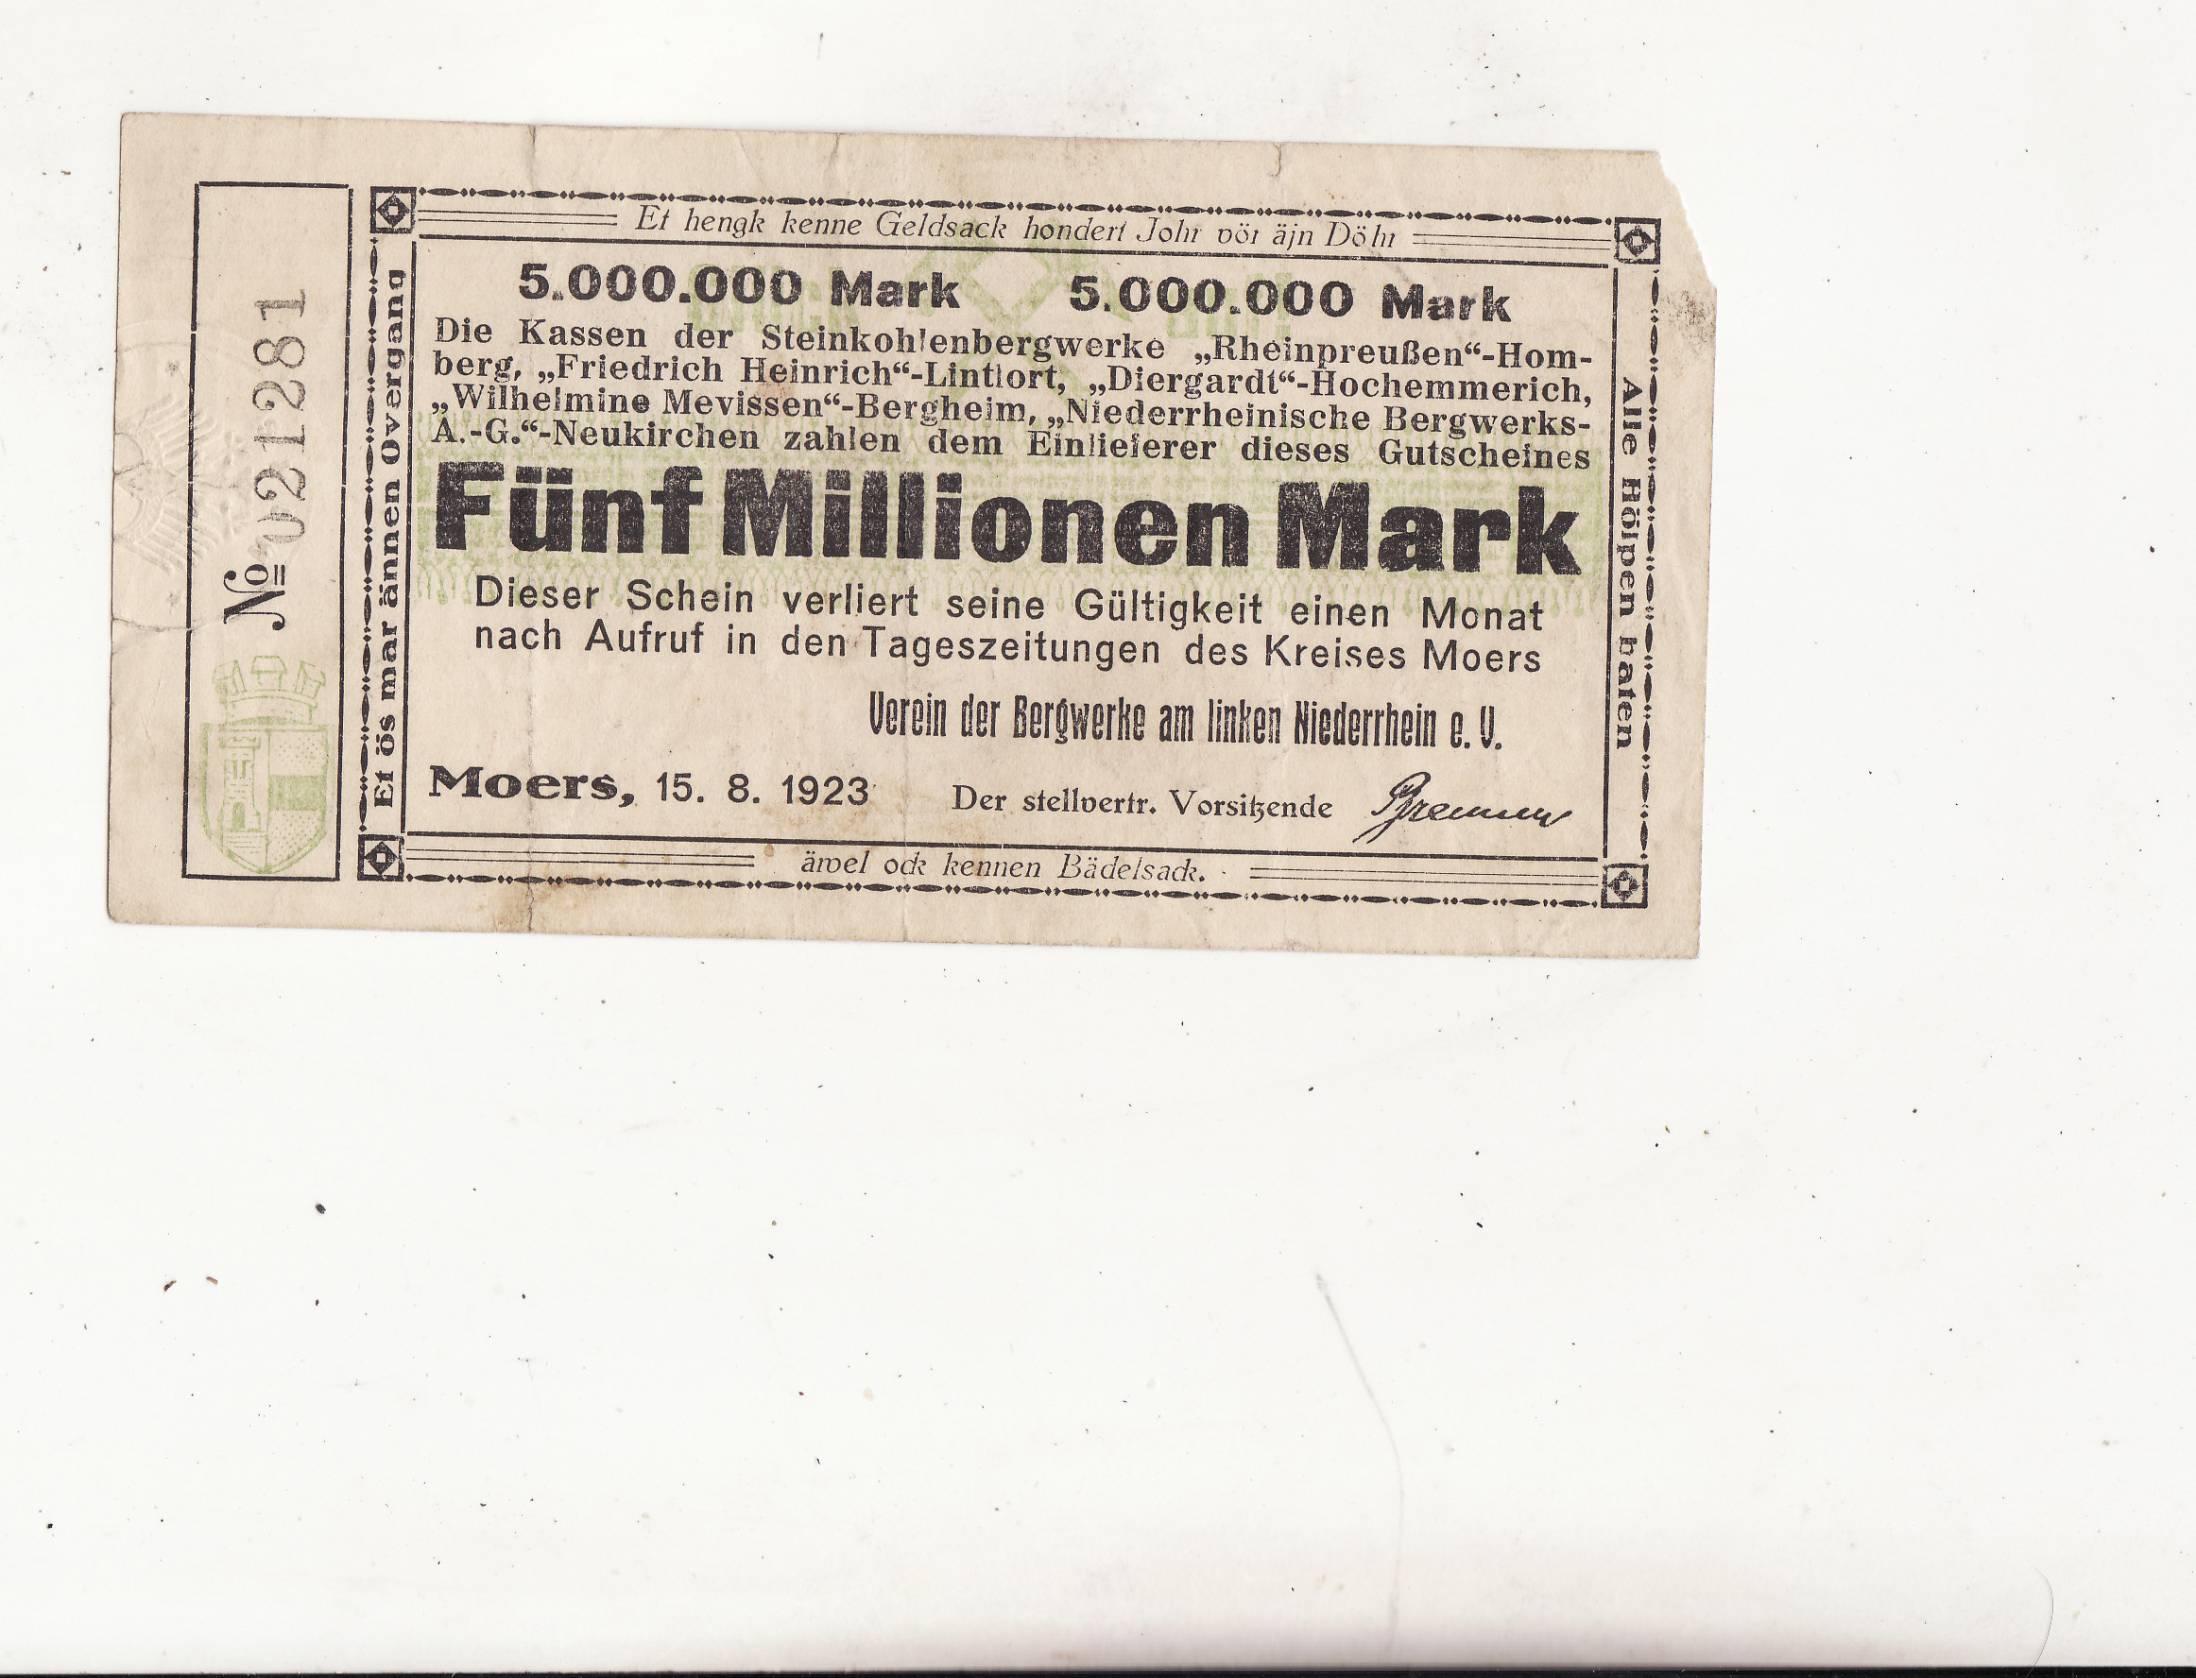 Et hengk kenne Geldsack hondert Johr vör äjn Döhr
5.000.000 Mark 5.000.000 Mark
Die Kassen der Steinkohlenbergwerke „Rheinpreußen“-Hom-
berg, „Friedrich Heinrich“-Lintfort, „Diergardt“-Hochemmerich,
„Wilhelmine Mevissen“-Bergheim, „Niederrheinische Bergwerks-
A.-G.“-Neukirchen zahlen dem Einlieferer dieses Gutscheines
Fünf Millionen Mark
Dieser Schein verliert seine Gültigkeit einen Monat
nach Aufruf in den Tageszeitungen des Kreises Moers
Verein der Bergwerke am linken Niederrhein e. V.
Moers, 15. 8. 1923
Der stellvertr. Vorsitzende
äwel ock kennen Bädelsack.
Et ös mar ännen Overgang
Alle Hölpen baten
№ 021281